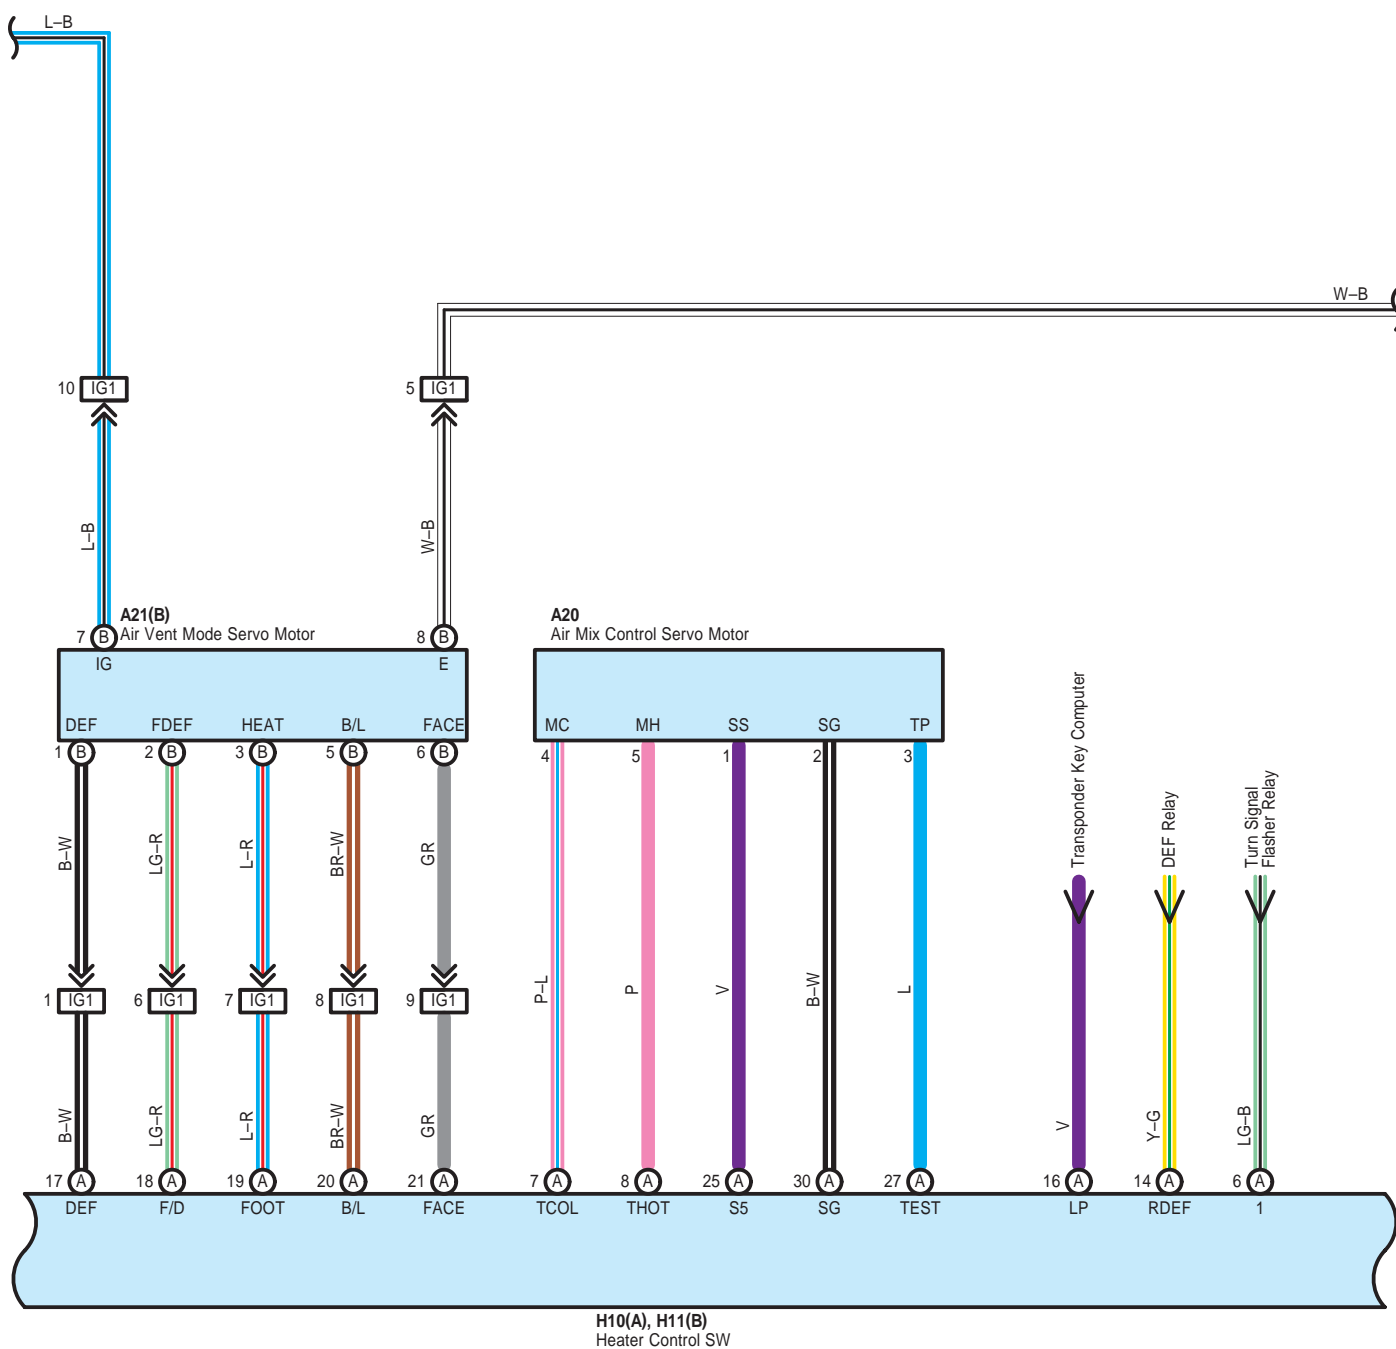 L–B
W–B
10 IG1
5 IG1
L–B
W–B
A21(B)
Air Vent Mode Servo Motor
A20
Air Mix Control Servo Motor
7 B
8 B
IG
E
DEF FDEF HEAT B/L FACE
MC MH SS SG TP
1 B 2 B 3 B 5 B 6 B
4 5 1 2 3
Transponder Key Computer
DEF Relay
Turn Signal
Flasher Relay
B–W LG–R L–R BR–W GR
P–L P V B–W L
1 IG1 6 IG1 7 IG1 8 IG1 9 IG1
B–W LG–R L–R BR–W GR
V Y–G LG–B
17 A 18 A 19 A 20 A 21 A 7 A 8 A 25 A 30 A 27 A 16 A 14 A 6 A
DEF F/D FOOT B/L FACE TCOL THOT S5 SG TEST LP RDEF 1
H10(A), H11(B)
Heater Control SW